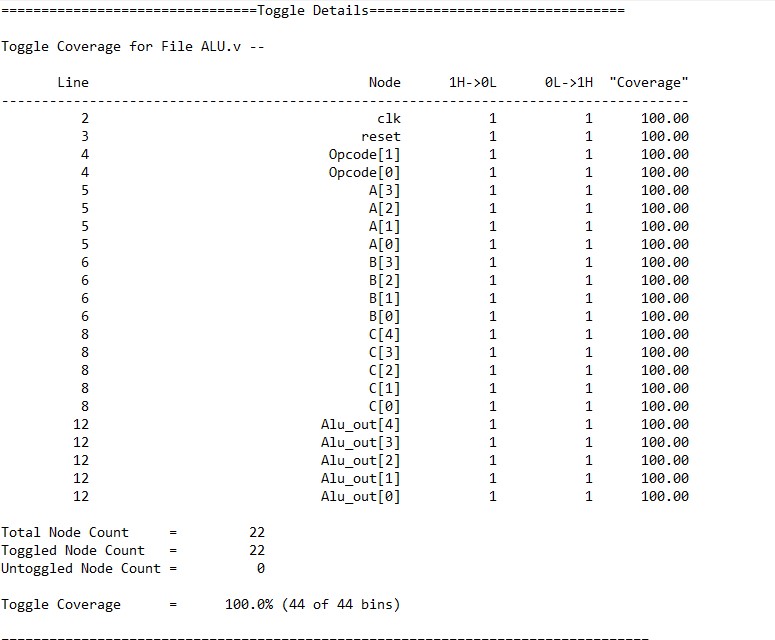 ================================Toggle Details================================
Toggle Coverage for File ALU.v --
Line Node 1H->0L 0L->1H "Coverage"
--------------------------------------------------------------------------------------
2 clk 1 1 100.00
3 reset 1 1 100.00
4 Opcode[1] 1 1 100.00
4 Opcode[0] 1 1 100.00
5 A[3] 1 1 100.00
5 A[2] 1 1 100.00
5 A[1] 1 1 100.00
5 A[0] 1 1 100.00
6 B[3] 1 1 100.00
6 B[2] 1 1 100.00
6 B[1] 1 1 100.00
6 B[0] 1 1 100.00
8 C[4] 1 1 100.00
8 C[3] 1 1 100.00
8 C[2] 1 1 100.00
8 C[1] 1 1 100.00
8 C[0] 1 1 100.00
12 Alu_out[4] 1 1 100.00
12 Alu_out[3] 1 1 100.00
12 Alu_out[2] 1 1 100.00
12 Alu_out[1] 1 1 100.00
12 Alu_out[0] 1 1 100.00
Total Node Count = 22
Toggled Node Count = 22
Untoggled Node Count = 0
Toggle Coverage = 100.0% (44 of 44 bins)
---------------------------------------------------------------------------------